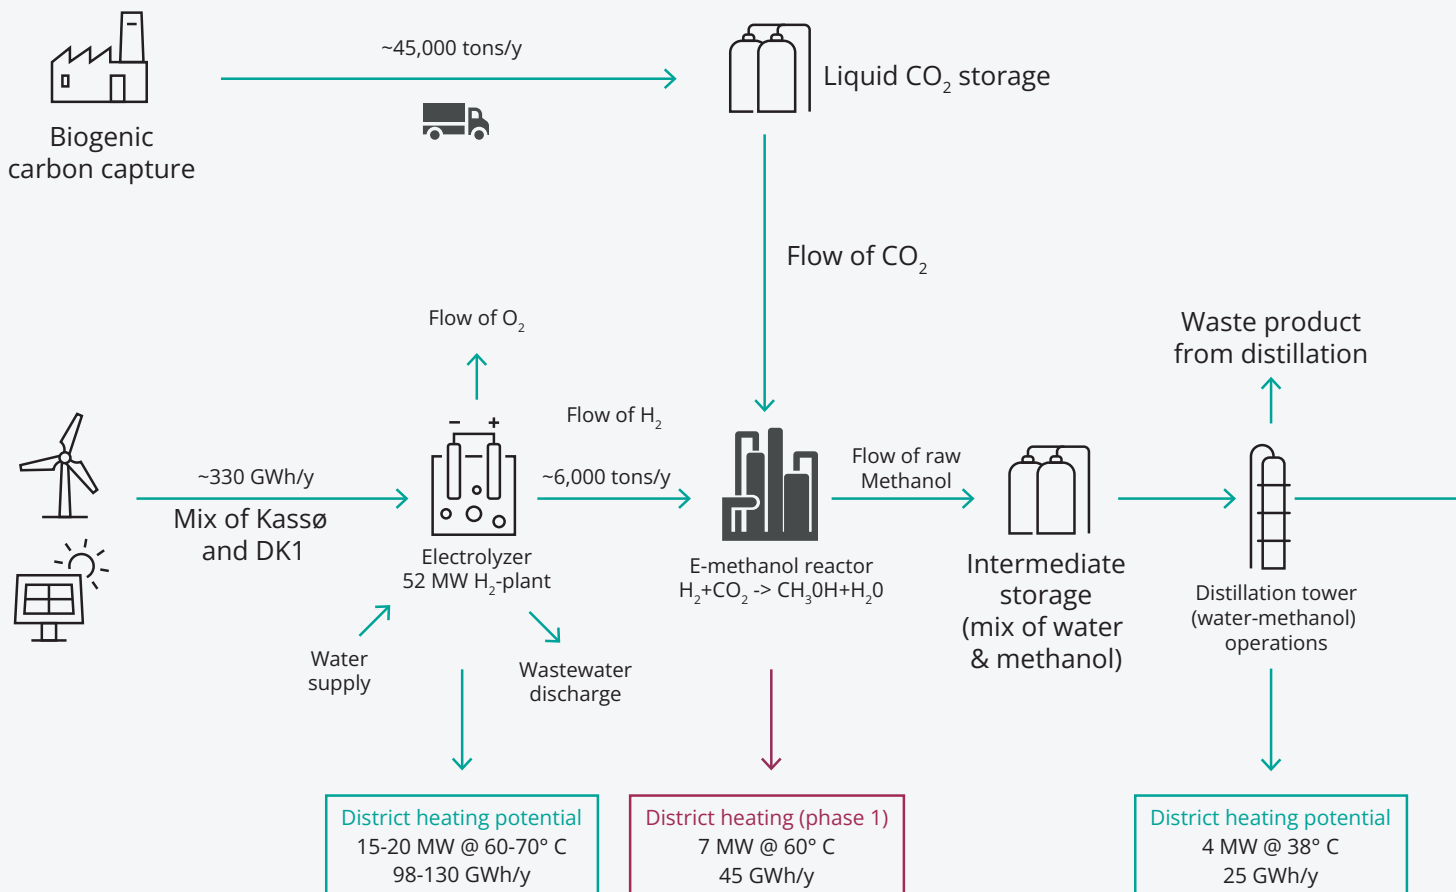 ~45,000 tons/y
Liquid CO₂ storage
Biogenic
carbon capture
Flow of CO₂
Flow of O₂
Waste product
from distillation
− +
Flow of H₂
~330 GWh/y
~6,000 tons/y
Flow of raw
Methanol
Mix of Kassø
and DK1
Electrolyzer
52 MW H₂-plant
E-methanol reactor
H₂+CO₂ -> CH₃0H+H₂0
Intermediate
storage
(mix of water
& methanol)
Distillation tower
(water-methanol)
operations
Water
supply
Wastewater
discharge
District heating potential
15-20 MW @ 60-70° C
98-130 GWh/y
District heating (phase 1)
7 MW @ 60° C
45 GWh/y
District heating potential
4 MW @ 38° C
25 GWh/y